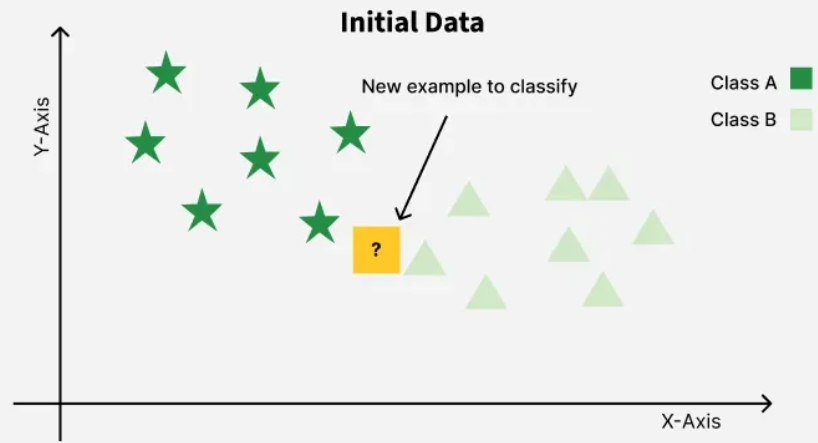 Initial Data
New example to classify
Class A
Class B
Y-Axis
?
X-Axis